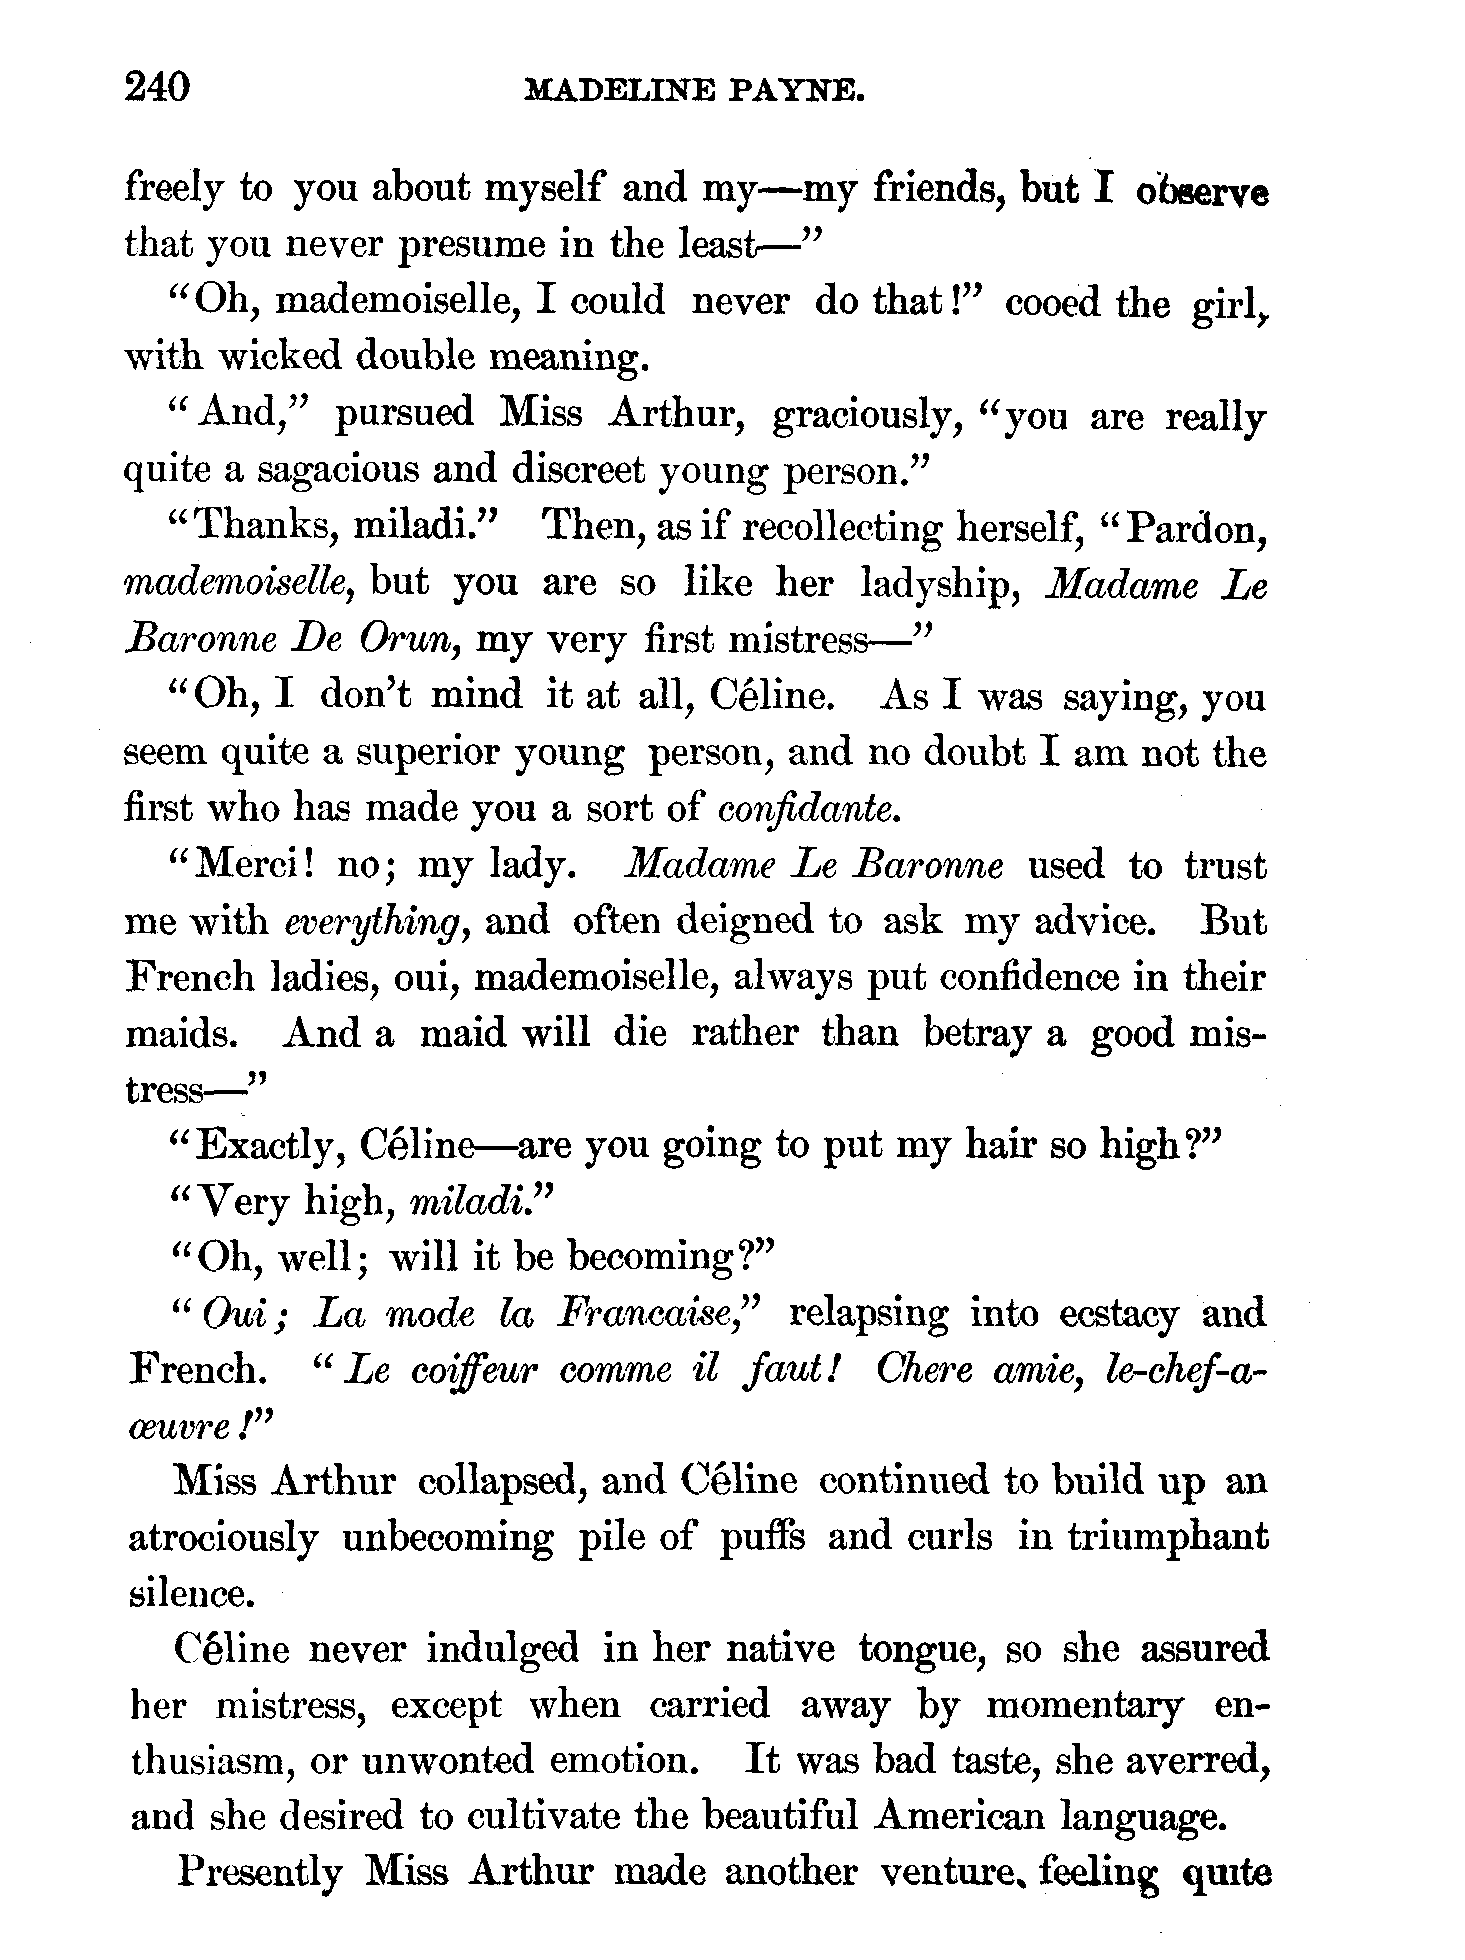 240 MADELINE PAYNE.
freely to you about myself and my—my friends, but I observe
that you never presume in the least—”
“Oh, mademoiselle, I could never do that!” cooed the girl,
with wicked double meaning.
“And,” pursued Miss Arthur, graciously, “you are really
quite a sagacious and discreet young person.”
“Thanks, miladi.” Then, as if recollecting herself, “Pardon,
mademoiselle, but you are so like her ladyship, Madame Le
Baronne De Orun, my very first mistress—”
“Oh, I don’t mind it at all, Céline. As I was saying, you
seem quite a superior young person, and no doubt I am not the
first who has made you a sort of confidante.
“Merci! no; my lady. Madame Le Baronne used to trust
me with everything, and often deigned to ask my advice. But
French ladies, oui, mademoiselle, always put confidence in their
maids. And a maid will die rather than betray a good mis-
tress—”
“Exactly, Céline—are you going to put my hair so high?”
“Very high, miladi.”
“Oh, well; will it be becoming?”
“Oui; La mode la Francaise,” relapsing into ecstacy and
French. “Le coiffeur comme il faut! Chere amie, le-chef-a-
œuvre!”
Miss Arthur collapsed, and Céline continued to build up an
atrociously unbecoming pile of puffs and curls in triumphant
silence.
Céline never indulged in her native tongue, so she assured
her mistress, except when carried away by momentary en-
thusiasm, or unwonted emotion. It was bad taste, she averred,
and she desired to cultivate the beautiful American language.
Presently Miss Arthur made another venture, feeling quite